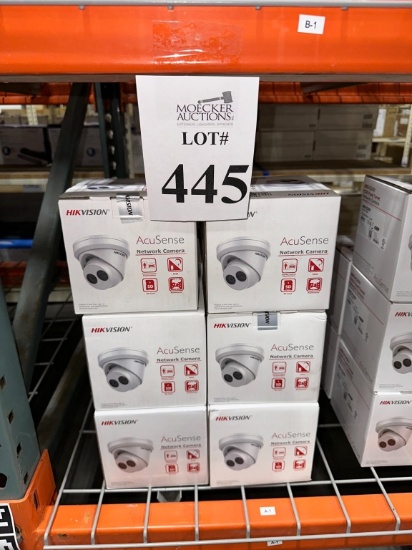 B-1
MOECKER
AUCTIONS
LOT#
445
HIKVISION
AcuSense
Network Camera
HIKVISION
AcuSense
Network Camera
HIKVISION
AcuSense
Network Camera
HIKVISION
AcuSense
Network Camera
HIKVISION
AcuSense
Network Camera
HIKVISION
AcuSense
Network Camera